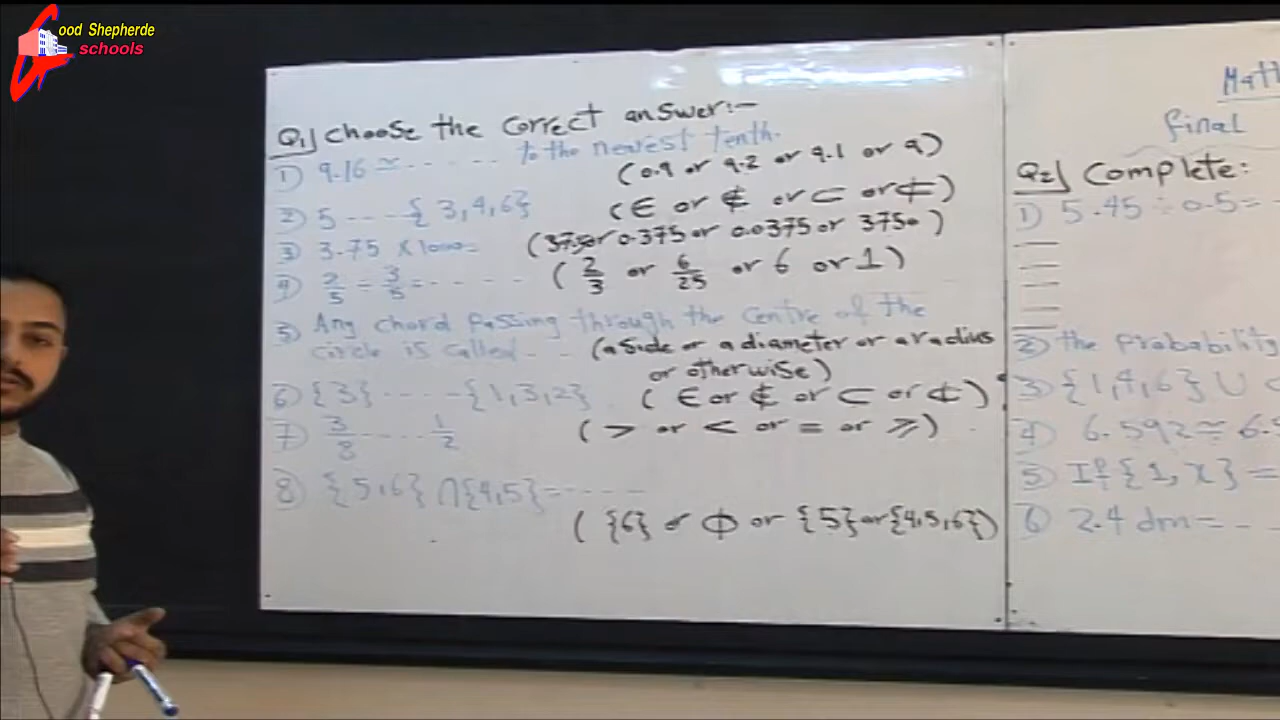 ood Shepherde
schools
Q1) choose the correct answer:-
1) 9.16 ≃ ------- to the nearest tenth.
(0.9 or 9.2 or 9.1 or 9)
2) 5 ---- {3,4,6}
(∈ or ∉ or ⊂ or ⊄)
3) 3.75 × 1000 =
(37.5 or 0.375 or 0.0375 or 3750)
4) 2/5 ÷ 3/5 = ------
(2/3 or 6/25 or 6 or 1)
5) Any chord passing through the centre of the
circle is called -- -- (a side or a diameter or a radius
or otherwise)
6) {3} ----- {1,3,2}
(∈ or ∉ or ⊂ or ⊄)
7) 3/8 ---- 1/2
(> or < or = or ≥)
8) {5,6} ∩ {4,5} = -----
({6} or Φ or {5} or {4,5,6})
Math
final
Q2) Complete:
1) 5.45 ÷ 0.5 = -
2) the probability
3) {1,4,6} ∪
4) 6.592 ≃ 6.5
5) If {1, x} =
6) 2.4 dm = --